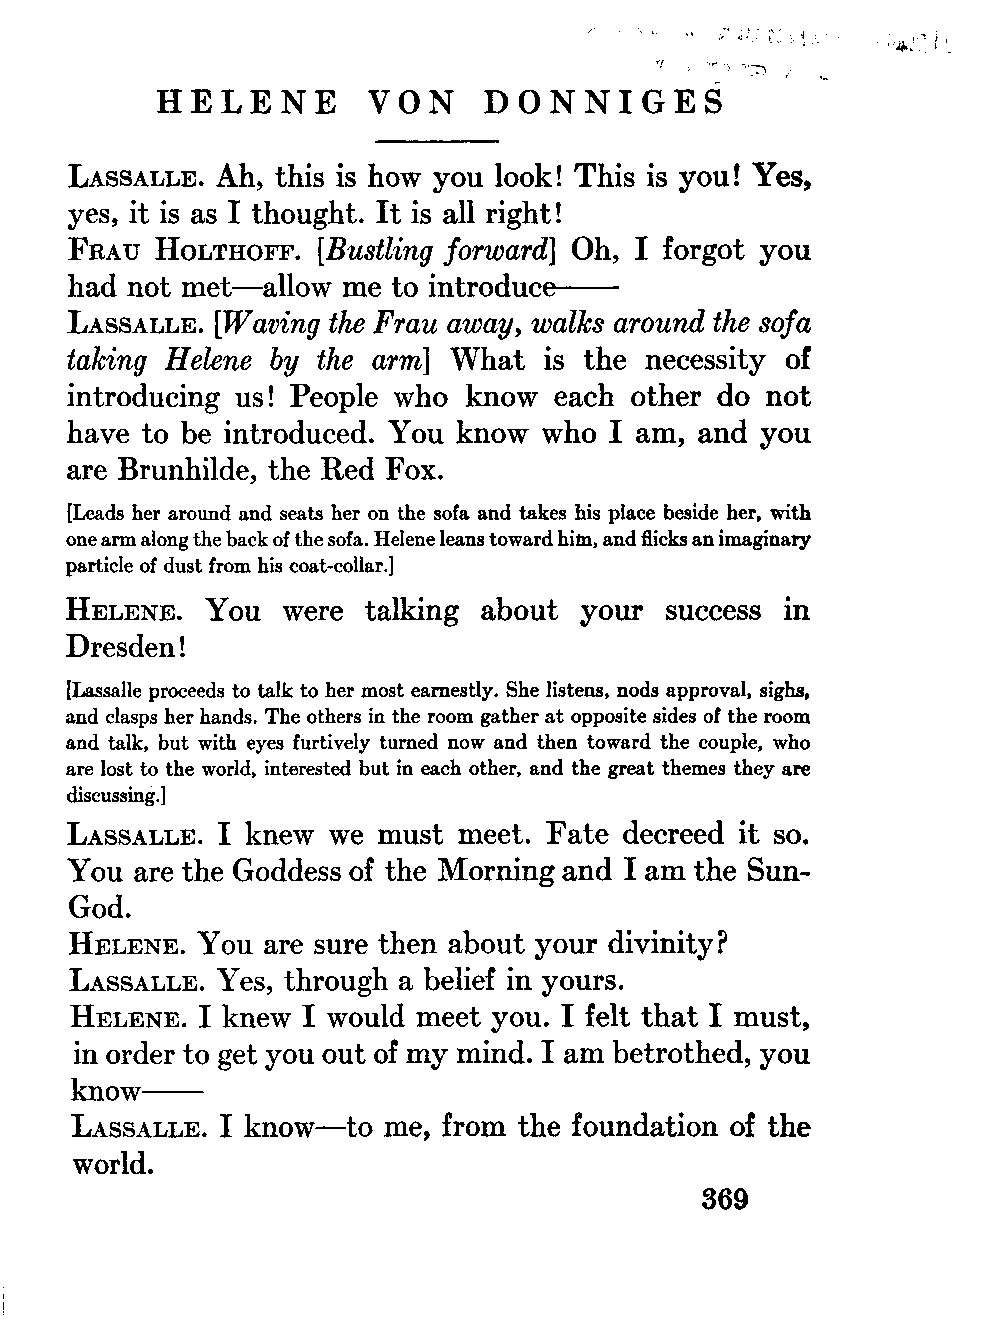 HELENE VON DONNIGES
LASSALLE. Ah, this is how you look! This is you! Yes,
yes, it is as I thought. It is all right!
FRAU HOLTHOFF. [Bustling forward] Oh, I forgot you
had not met—allow me to introduce——
LASSALLE. [Waving the Frau away, walks around the sofa
taking Helene by the arm] What is the necessity of
introducing us! People who know each other do not
have to be introduced. You know who I am, and you
are Brunhilde, the Red Fox.
[Leads her around and seats her on the sofa and takes his place beside her, with
one arm along the back of the sofa. Helene leans toward him, and flicks an imaginary
particle of dust from his coat-collar.]
HELENE. You were talking about your success in
Dresden!
[Lassalle proceeds to talk to her most earnestly. She listens, nods approval, sighs,
and clasps her hands. The others in the room gather at opposite sides of the room
and talk, but with eyes furtively turned now and then toward the couple, who
are lost to the world, interested but in each other, and the great themes they are
discussing.]
LASSALLE. I knew we must meet. Fate decreed it so.
You are the Goddess of the Morning and I am the Sun-
God.
HELENE. You are sure then about your divinity?
LASSALLE. Yes, through a belief in yours.
HELENE. I knew I would meet you. I felt that I must,
in order to get you out of my mind. I am betrothed, you
know——
LASSALLE. I know—to me, from the foundation of the
world.
369